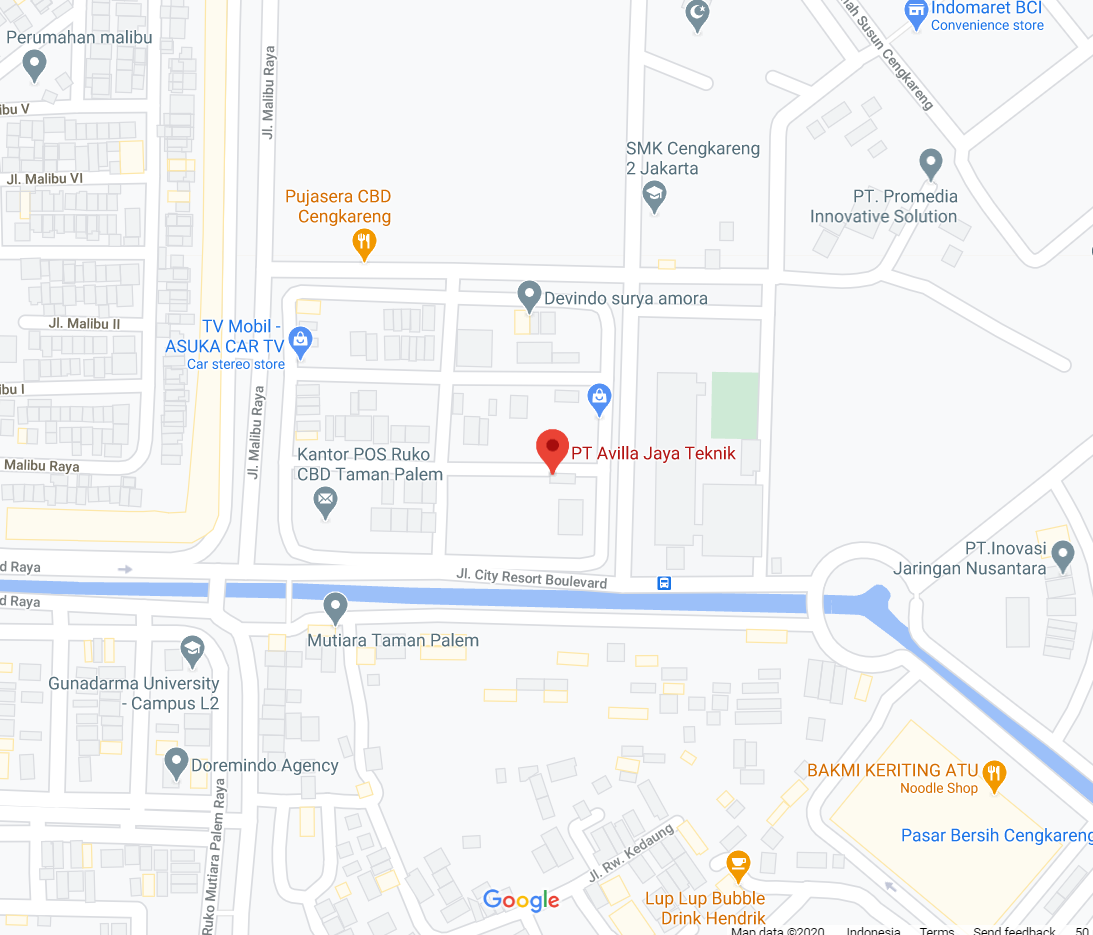 Indomaret BCI
Convenience store
Perumahan malibu
Susun Cengkareng
Jl. Malibu Raya
ibu V
SMK Cengkareng
2 Jakarta
Jl. Malibu VI
PT. Promedia
Innovative Solution
Pujasera CBD
Cengkareng
Devindo surya amora
Jl. Malibu II
TV Mobil -
ASUKA CAR TV
Car stereo store
ibu I
Jl. Malibu Raya
PT Avilla Jaya Teknik
Kantor POS Ruko
CBD Taman Palem
Malibu Raya
PT.Inovasi
Jaringan Nusantara
d Raya
Jl. City Resort Boulevard
d Raya
Mutiara Taman Palem
Gunadarma University
- Campus L2
Doremindo Agency
BAKMI KERITING ATU
Noodle Shop
Ruko Mutiara Palem Raya
Pasar Bersih Cengkareng
Jl. Rw. Kedaung
Google
Lup Lup Bubble
Drink Hendrik
Map data ©2020 Indonesia Terms Send feedback 50